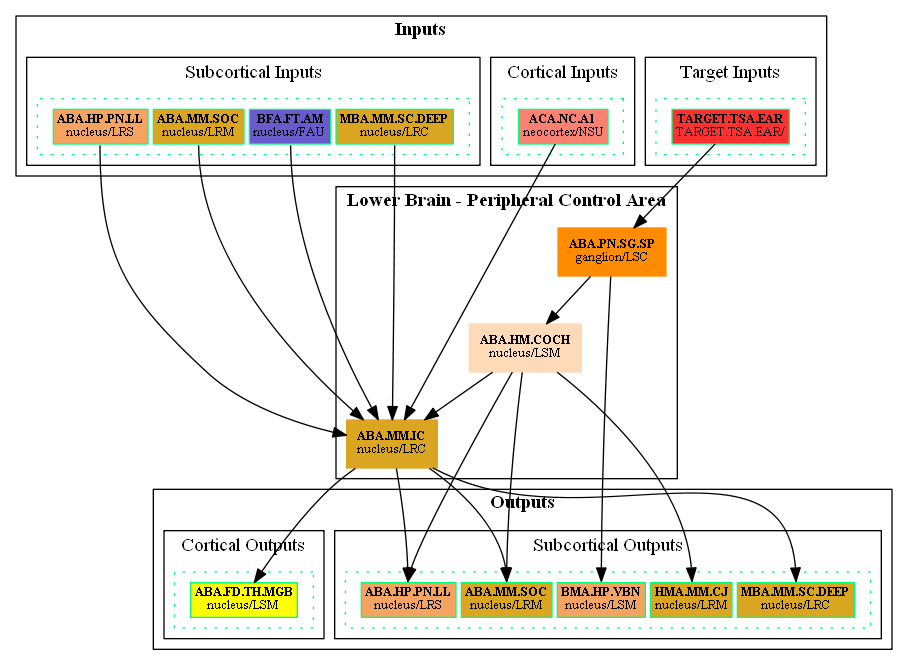 Inputs
Subcortical Inputs
Cortical Inputs
Target Inputs
ABA.HP.PN.LL
nucleus/LRS
ABA.MM.SOC
nucleus/LRM
BFA.FT.AM
nucleus/FAU
MBA.MM.SC.DEEP
nucleus/LRC
ACA.NC.A1
neocortex/NSU
TARGET.TSA.EAR
TARGET.TSA.EAR/
Lower Brain - Peripheral Control Area
ABA.PN.SG.SP
ganglion/LSC
ABA.HM.COCH
nucleus/LSM
ABA.MM.IC
nucleus/LRC
Outputs
Cortical Outputs
Subcortical Outputs
ABA.FD.TH.MGB
nucleus/LSM
ABA.HP.PN.LL
nucleus/LRS
ABA.MM.SOC
nucleus/LRM
BMA.HP.VBN
nucleus/LSM
HMA.MM.CJ
nucleus/LRM
MBA.MM.SC.DEEP
nucleus/LRC